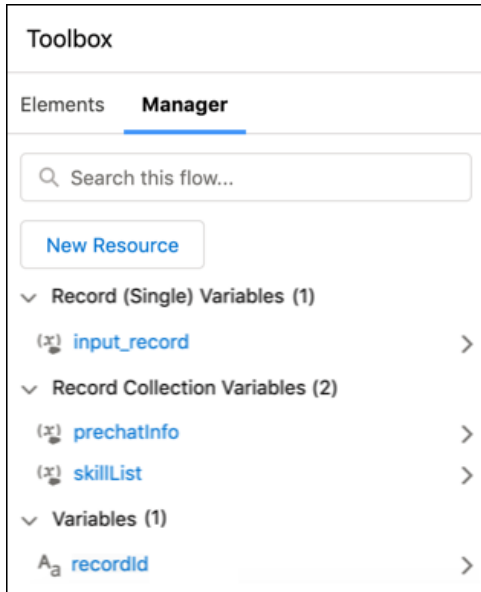 Toolbox
Elements Manager
Search this flow...
New Resource
Record (Single) Variables (1)
(x) input_record
Record Collection Variables (2)
(x) prechatInfo
(x) skillList
Variables (1)
Aa recordId